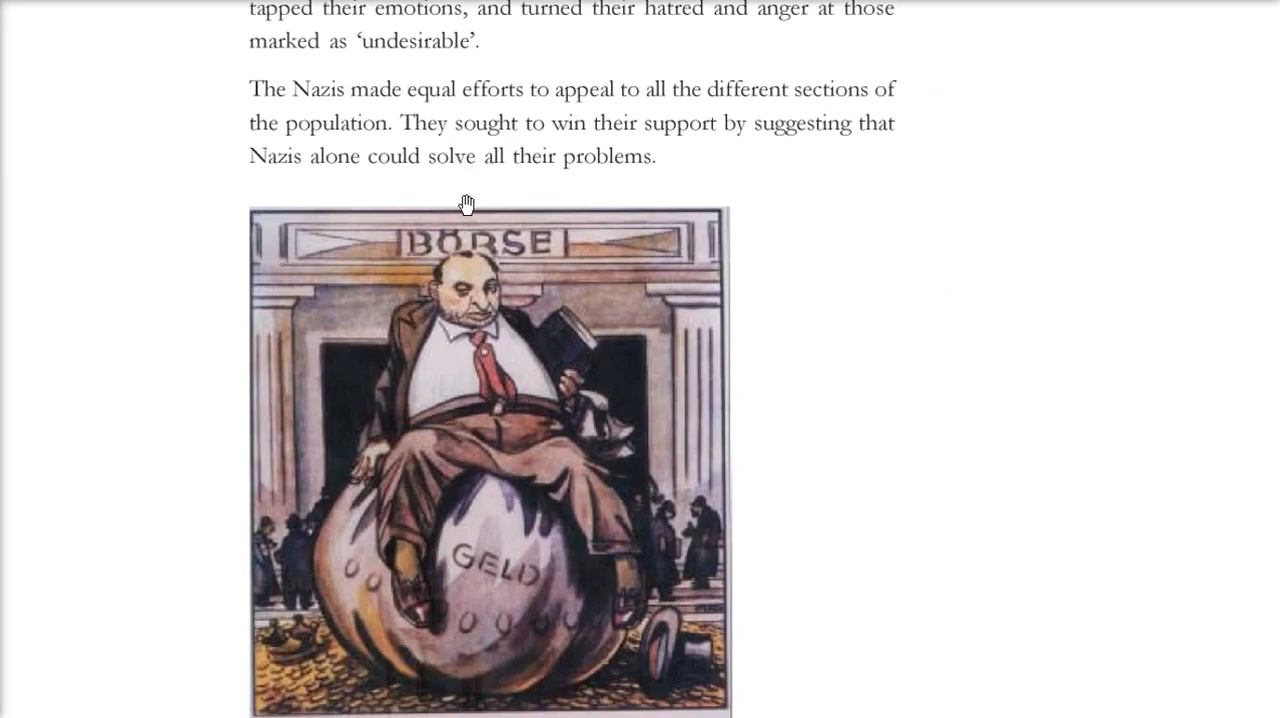 tapped their emotions, and turned their hatred and anger at those
marked as ‘undesirable’.
The Nazis made equal efforts to appeal to all the different sections of
the population. They sought to win their support by suggesting that
Nazis alone could solve all their problems.
BÖRSE
GELD